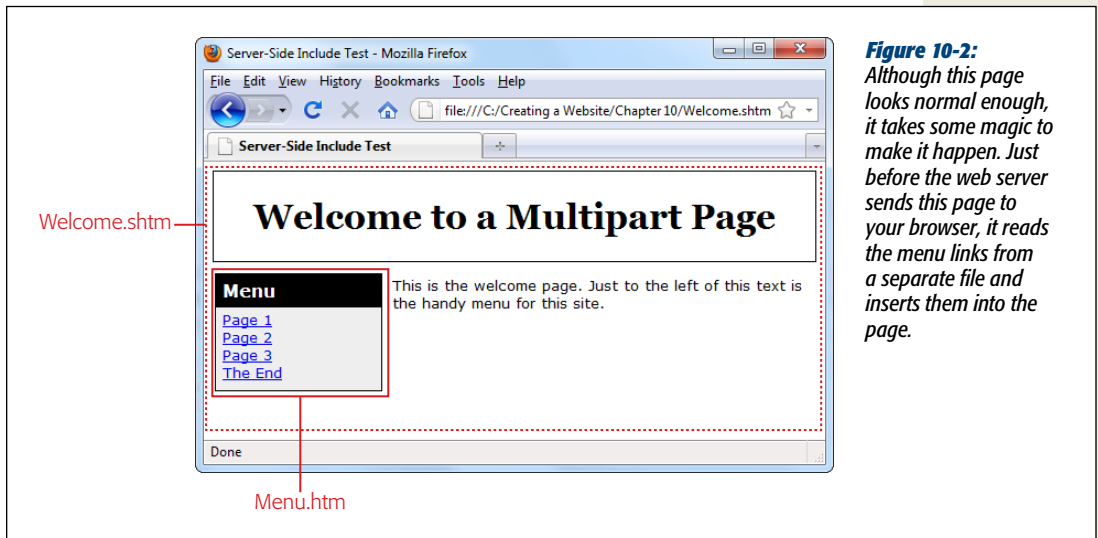 Server-Side Include Test - Mozilla Firefox
File Edit View History Bookmarks Tools Help
file:///C:/Creating a Website/Chapter 10/Welcome.shtm
Server-Side Include Test
Welcome to a Multipart Page
Menu
Page 1
Page 2
Page 3
The End
This is the welcome page. Just to the left of this text is
the handy menu for this site.
Done
Welcome.shtm
Menu.htm
Figure 10-2:
Although this page
looks normal enough,
it takes some magic to
make it happen. Just
before the web server
sends this page to
your browser, it reads
the menu links from
a separate file and
inserts them into the
page.